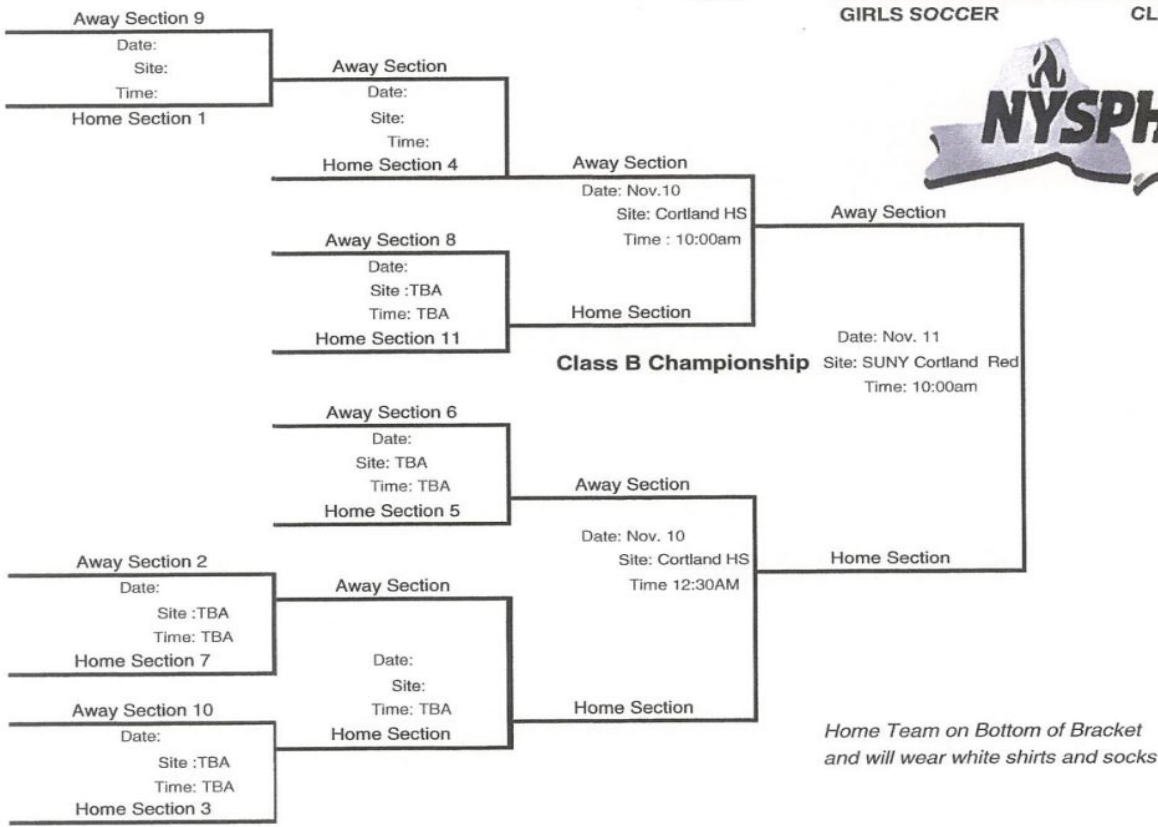 GIRLS SOCCER
CL
NYSPH
Away Section 9
Date:
Site:
Time:
Home Section 1
Away Section
Date:
Site:
Time:
Home Section 4
Away Section
Date: Nov.10
Site: Cortland HS
Time : 10:00am
Away Section 8
Date:
Site :TBA
Time: TBA
Home Section 11
Home Section
Away Section
Class B Championship
Date: Nov. 11
Site: SUNY Cortland Red
Time: 10:00am
Away Section 6
Date:
Site: TBA
Time: TBA
Home Section 5
Away Section
Date: Nov. 10
Site: Cortland HS
Time 12:30AM
Home Section
Away Section 2
Date:
Site :TBA
Time: TBA
Home Section 7
Away Section
Date:
Site:
Time: TBA
Home Section
Home Section
Away Section 10
Date:
Site :TBA
Time: TBA
Home Section 3
Home Team on Bottom of Bracket
and will wear white shirts and socks